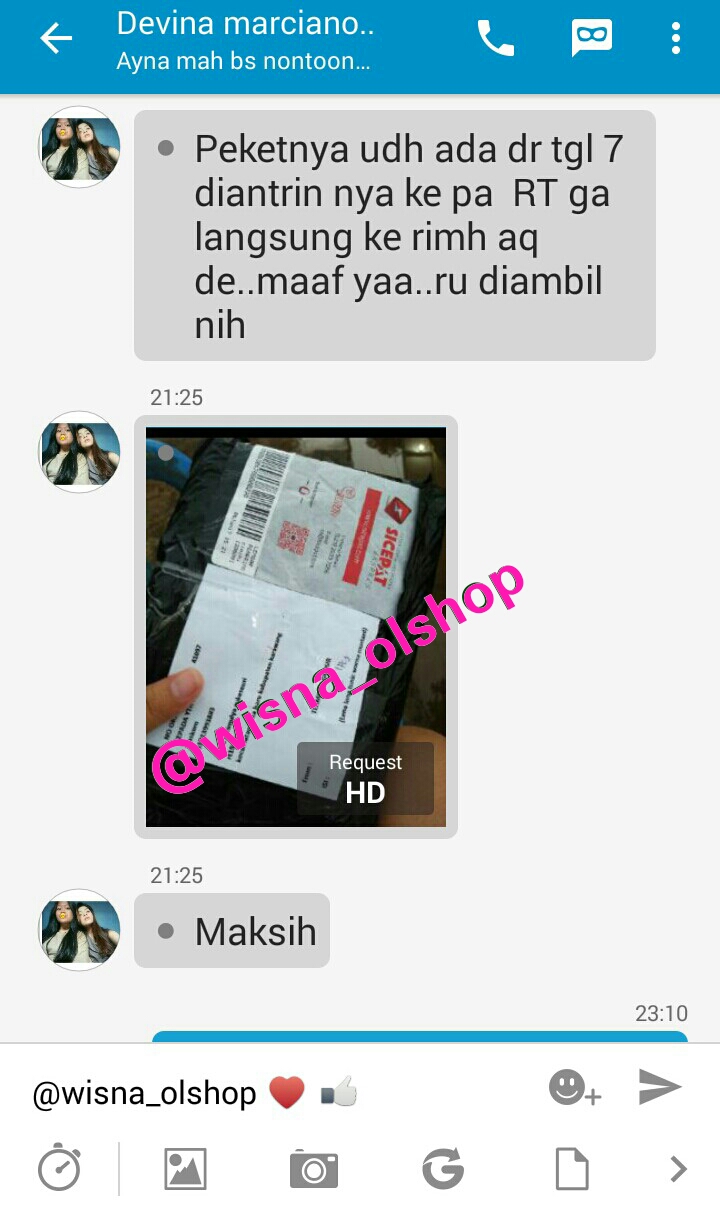 Devina marciano..
Ayna mah bs nontoon...
Peketnya udh ada dr tgl 7
diantrin nya ke pa RT ga
langsung ke rimh aq
de..maaf yaa..ru diambil
nih
21:25
SICEPAT
@wisna_olshop
Request
HD
21:25
Maksih
23:10
@wisna_olshop ❤️ 👍